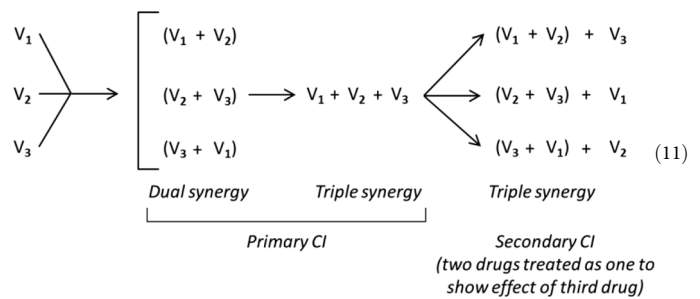 V₁ (V₁ + V₂) (V₁ + V₂) + V₃
V₂ (V₂ + V₃) V₁ + V₂ + V₃ (V₂ + V₃) + V₁
V₃ (V₃ + V₁) (V₃ + V₁) + V₂ (11)
Dual synergy Triple synergy Triple synergy
Primary CI Secondary CI
(two drugs treated as one to
show effect of third drug)